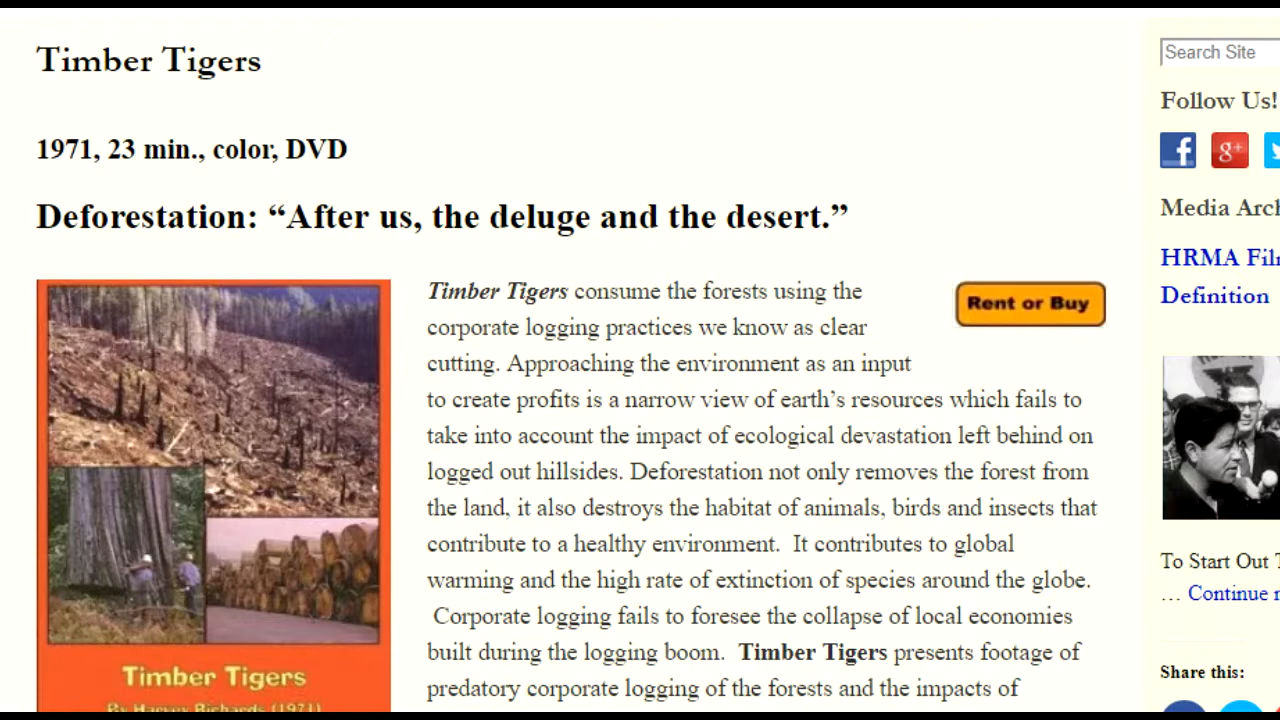 Timber Tigers
1971, 23 min., color, DVD
Deforestation: “After us, the deluge and the desert.”
Timber Tigers consume the forests using the
corporate logging practices we know as clear
cutting. Approaching the environment as an input
to create profits is a narrow view of earth’s resources which fails to
take into account the impact of ecological devastation left behind on
logged out hillsides. Deforestation not only removes the forest from
the land, it also destroys the habitat of animals, birds and insects that
contribute to a healthy environment.  It contributes to global
warming and the high rate of extinction of species around the globe.
Corporate logging fails to foresee the collapse of local economies
built during the logging boom.  Timber Tigers presents footage of
predatory corporate logging of the forests and the impacts of
Rent or Buy
Timber Tigers
By Harvey Richards (1971)
Search Site
Follow Us!
f g+
Media Arch
HRMA Film
Definition
To Start Out T
… Continue r
Share this: